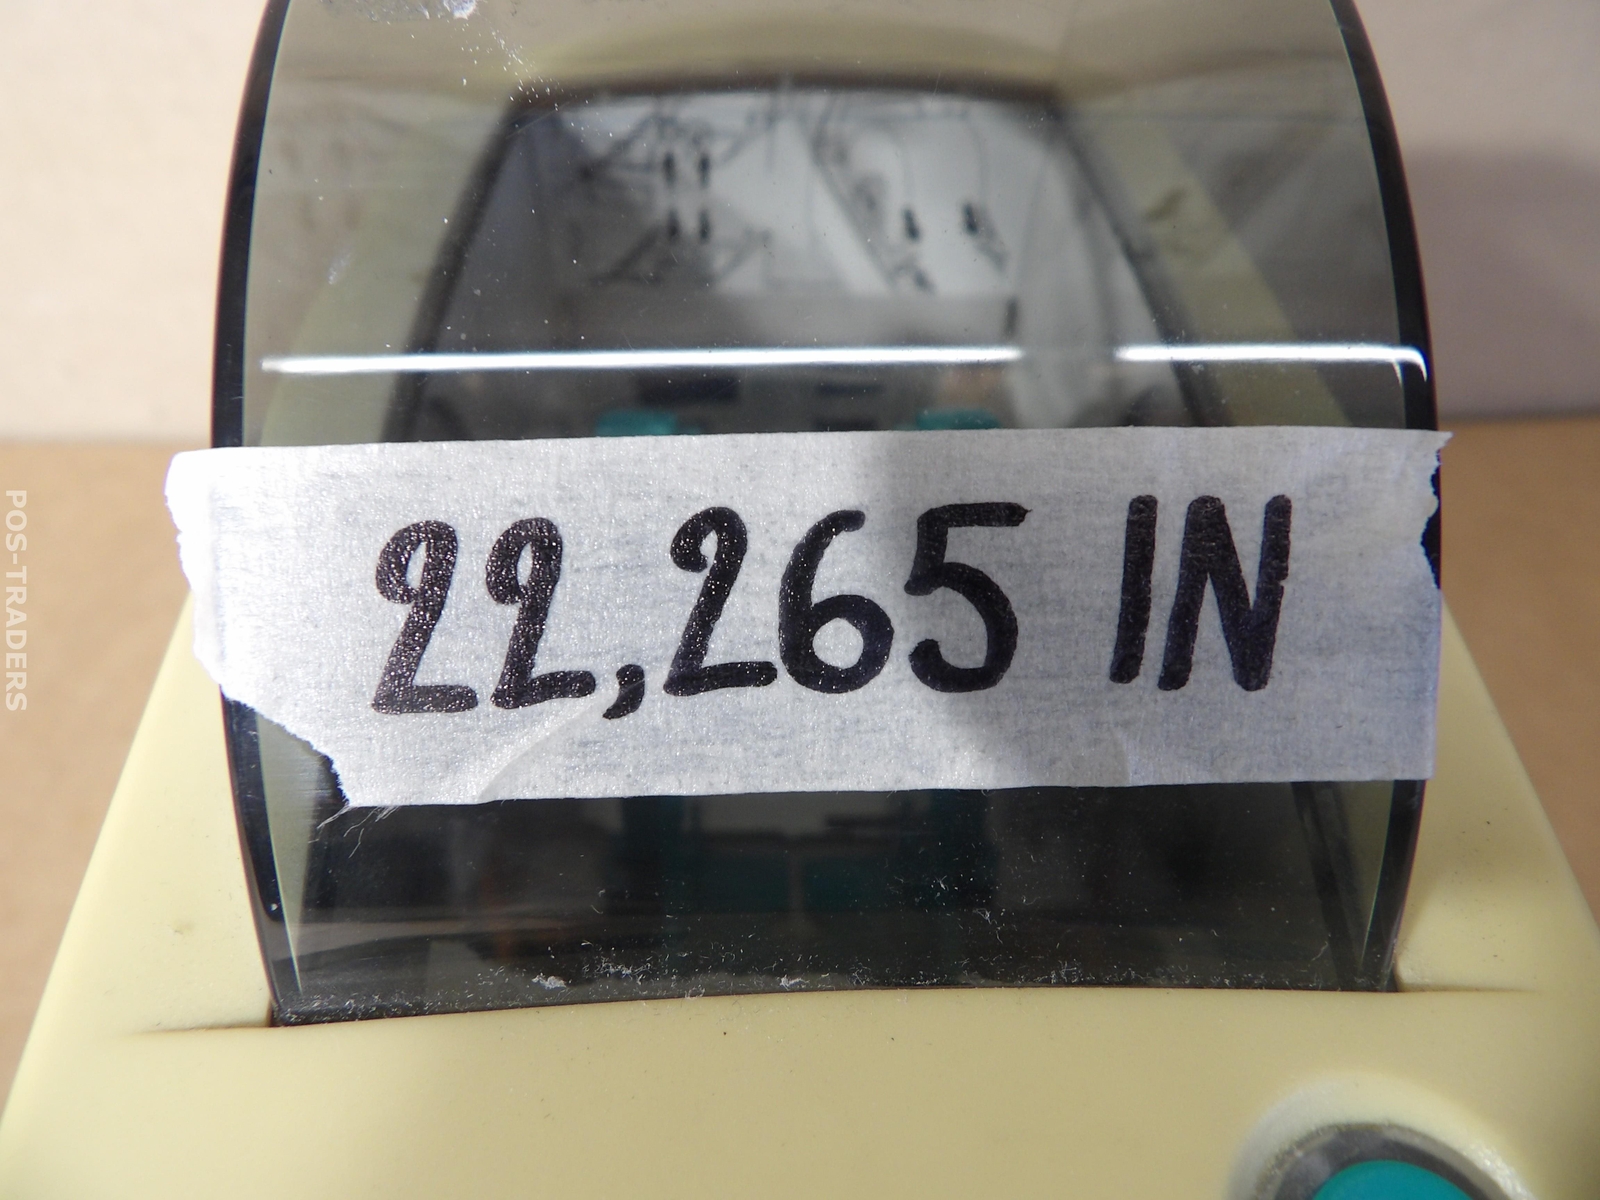 22,265 IN
POS-TRADERS